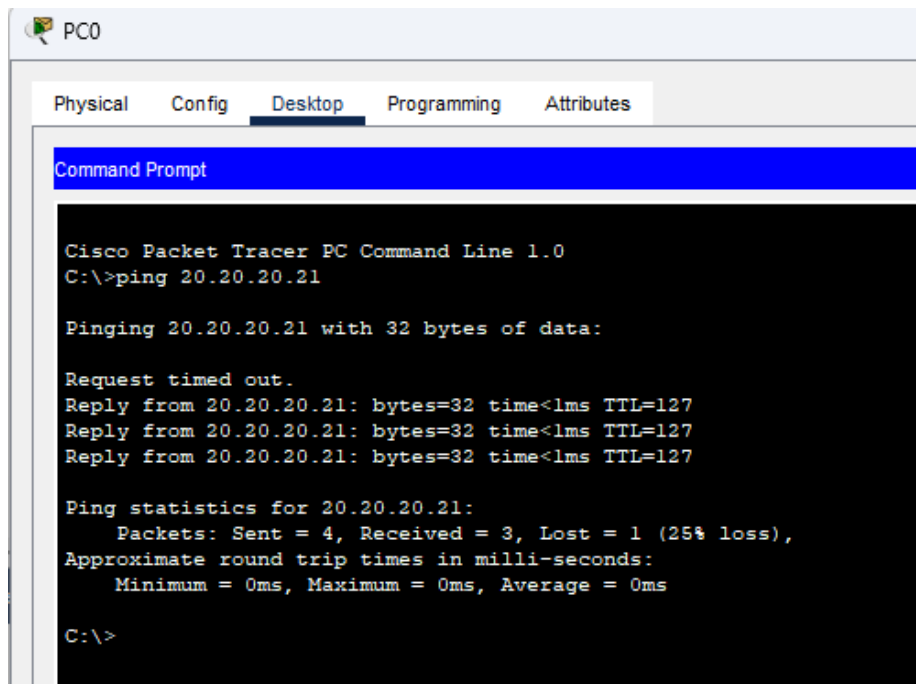 PC0
Physical Config Desktop Programming Attributes
Command Prompt
Cisco Packet Tracer PC Command Line 1.0
C:\>ping 20.20.20.21
Pinging 20.20.20.21 with 32 bytes of data:
Request timed out.
Reply from 20.20.20.21: bytes=32 time<1ms TTL=127
Reply from 20.20.20.21: bytes=32 time<1ms TTL=127
Reply from 20.20.20.21: bytes=32 time<1ms TTL=127
Ping statistics for 20.20.20.21:
Packets: Sent = 4, Received = 3, Lost = 1 (25% loss),
Approximate round trip times in milli-seconds:
Minimum = 0ms, Maximum = 0ms, Average = 0ms
C:\>